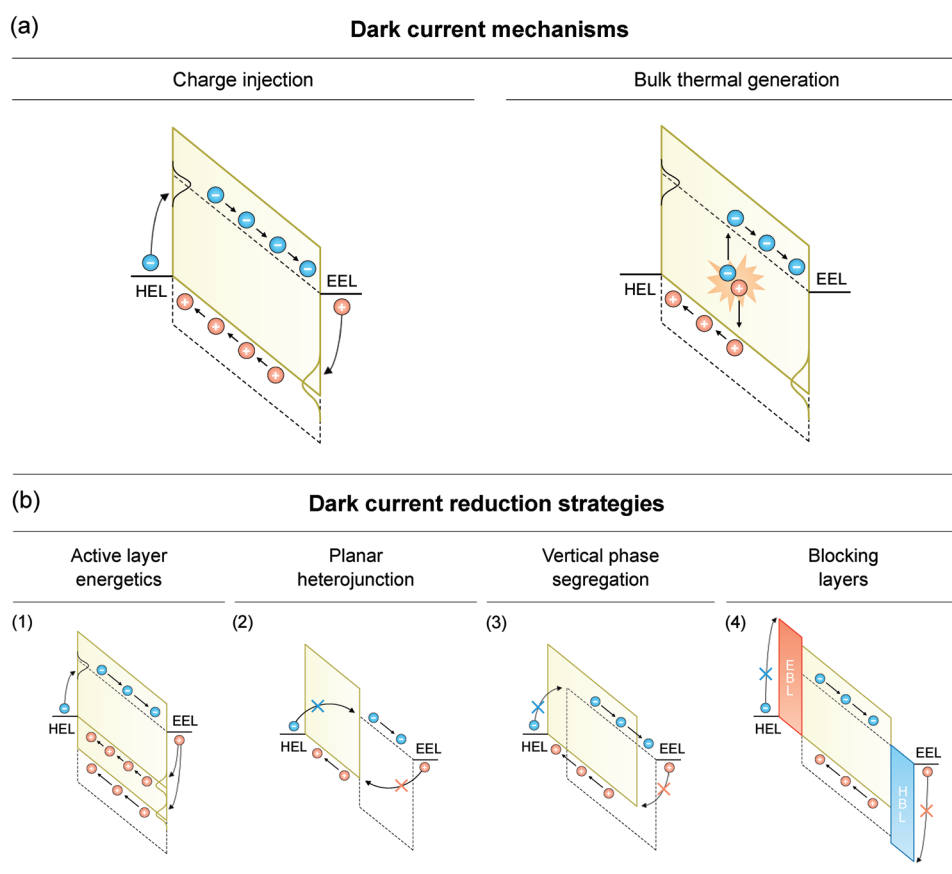 (a)
Dark current mechanisms
Charge injection
Bulk thermal generation
HEL
EEL
HEL
EEL
(b)
Dark current reduction strategies
Active layer
energetics
Planar
heterojunction
Vertical phase
segregation
Blocking
layers
(1)
(2)
(3)
(4)
HEL
EEL
HEL
EEL
HEL
EEL
EBL
HEL
EEL
HBL